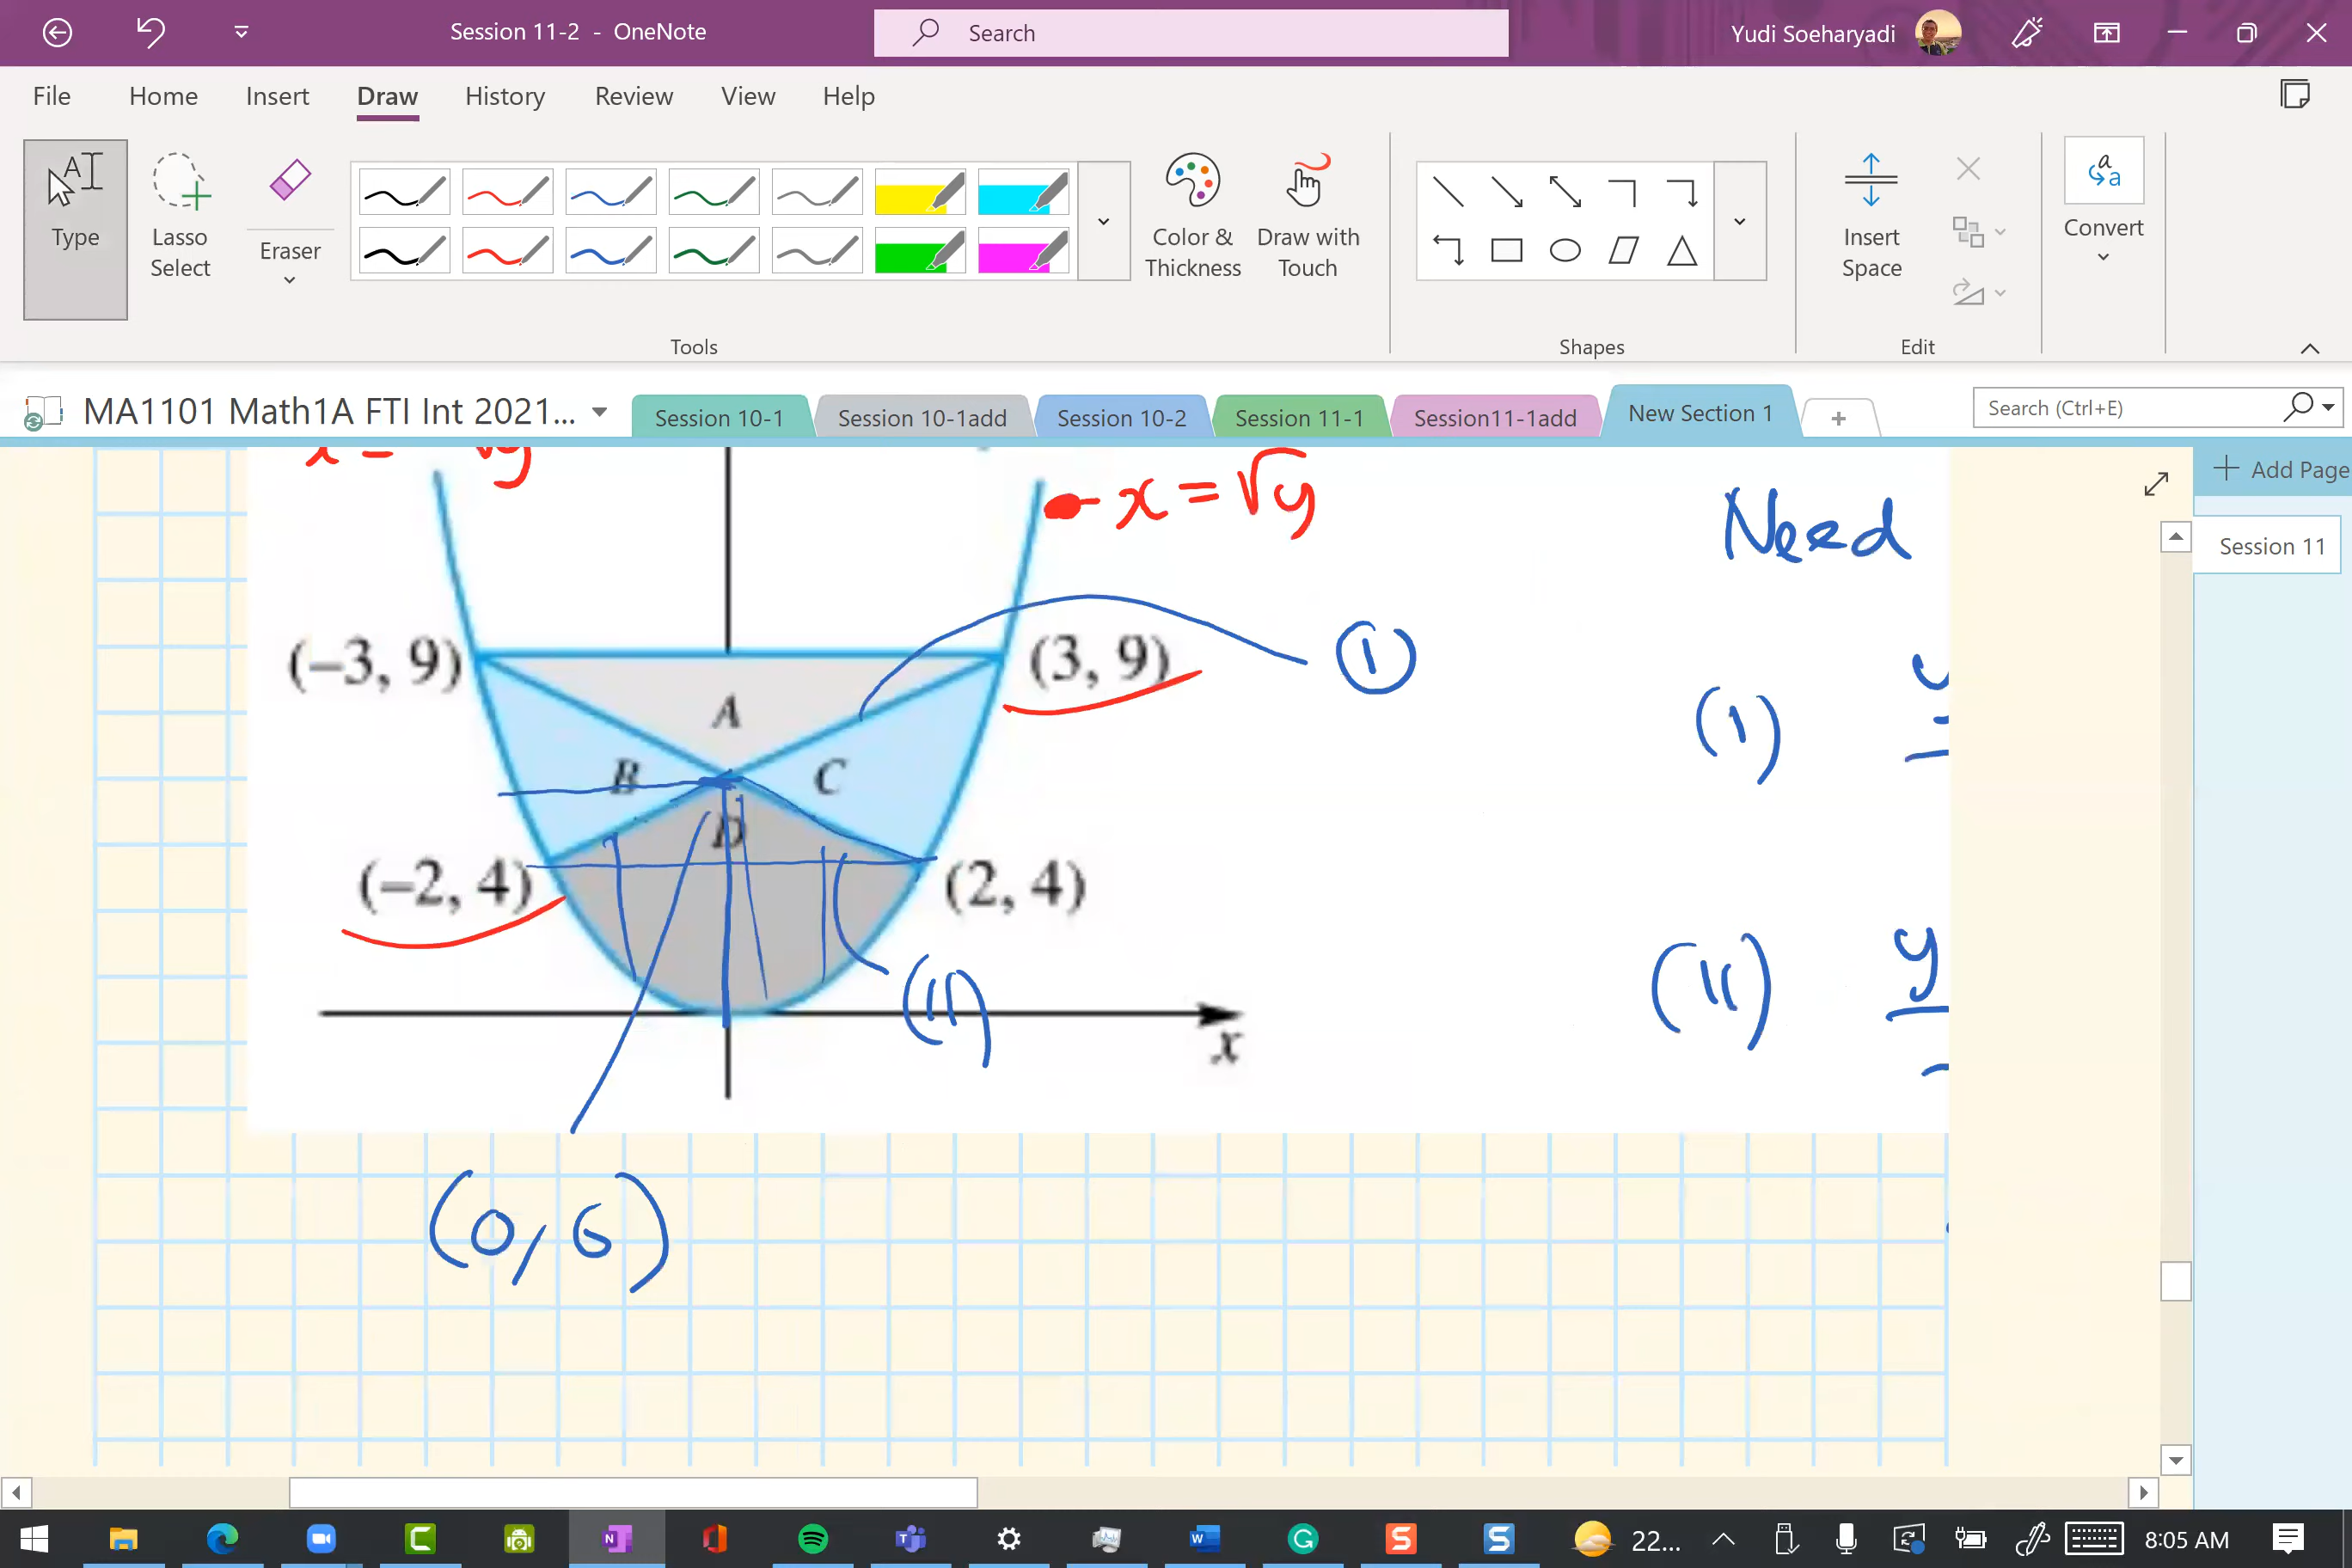 Session 11-2 - OneNote
Search
Yudi Soeharyadi
File Home Insert Draw History Review View Help
Type
Lasso Select
Eraser
Color & Thickness
Draw with Touch
Insert Space
Convert
Tools
Shapes
Edit
MA1101 Math1A FTI Int 2021...
Session 10-1
Session 10-1add
Session 10-2
Session 11-1
Session11-1add
New Section 1
Search (Ctrl+E)
Add Page
Session 11
x = √y
Need
(-3, 9)
(3, 9)
A
B
C
D
(I)
(-2, 4)
(2, 4)
(II)
(II) y
x
(0, 6)
22...
8:05 AM